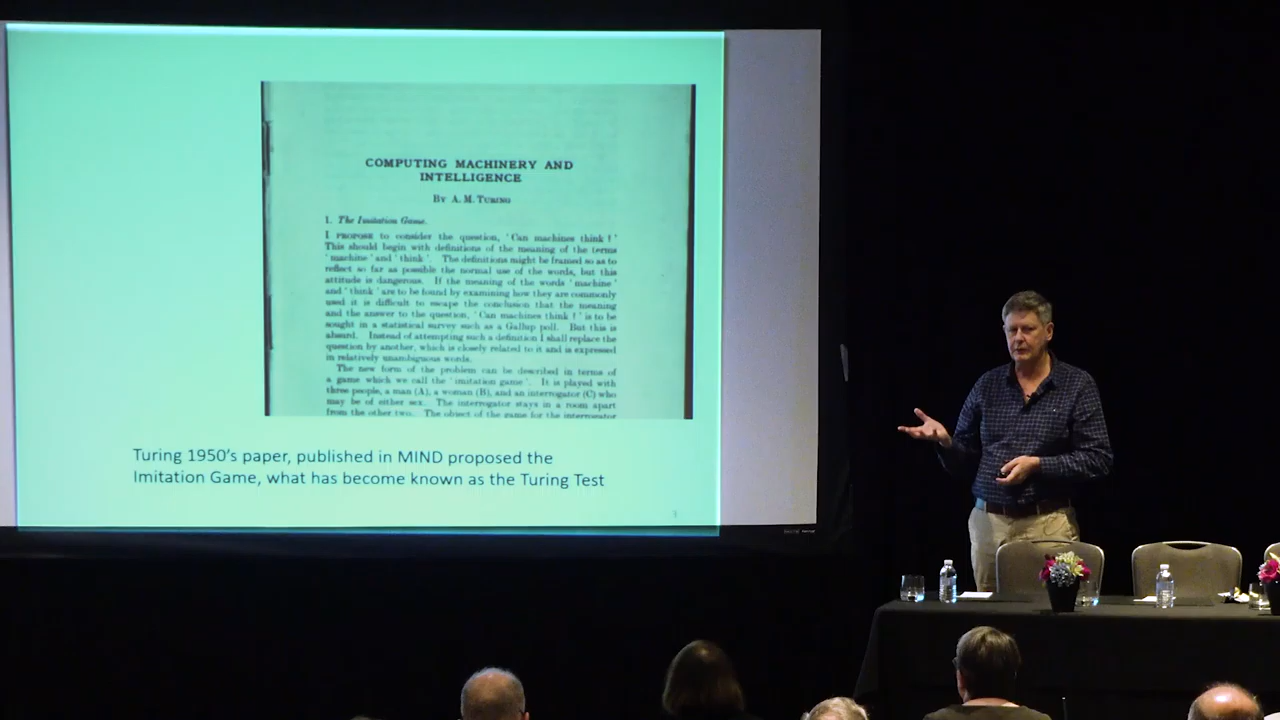 COMPUTING MACHINERY AND
INTELLIGENCE
By A. M. Turing
1. The Imitation Game.
I propose to consider the question, 'Can machines think?'
This should begin with definitions of the meaning of the terms
'machine' and 'think'. The definitions might be framed so as to
reflect so far as possible the normal use of the words, but this
attitude is dangerous. If the meaning of the words 'machine'
and 'think' are to be found by examining how they are commonly
used it is difficult to escape the conclusion that the meaning
and the answer to the question, 'Can machines think?' is to be
sought in a statistical survey such as a Gallup poll. But this is
absurd. Instead of attempting such a definition I shall replace the
question by another, which is closely related to it and is expressed
in relatively unambiguous words.
The new form of the problem can be described in terms of
a game which we call the 'imitation game'. It is played with
three people, a man (A), a woman (B), and an interrogator (C) who
may be of either sex. The interrogator stays in a room apart
from the other two. The object of the game for the interrogator
Turing 1950's paper, published in MIND proposed the
Imitation Game, what has become known as the Turing Test
3